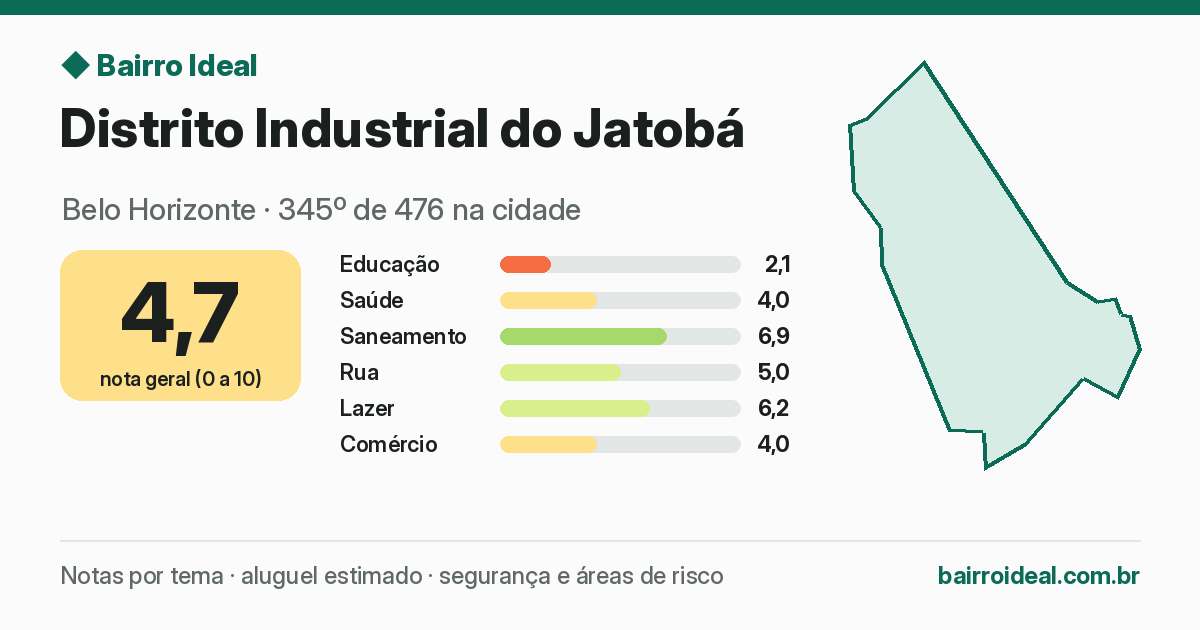 Bairro Ideal
Distrito Industrial do Jatobá
Belo Horizonte · 345º de 476 na cidade
4,7
nota geral (0 a 10)
Educação 2,1
Saúde 4,0
Saneamento 6,9
Rua 5,0
Lazer 6,2
Comércio 4,0
Notas por tema · aluguel estimado · segurança e áreas de risco
bairroideal.com.br